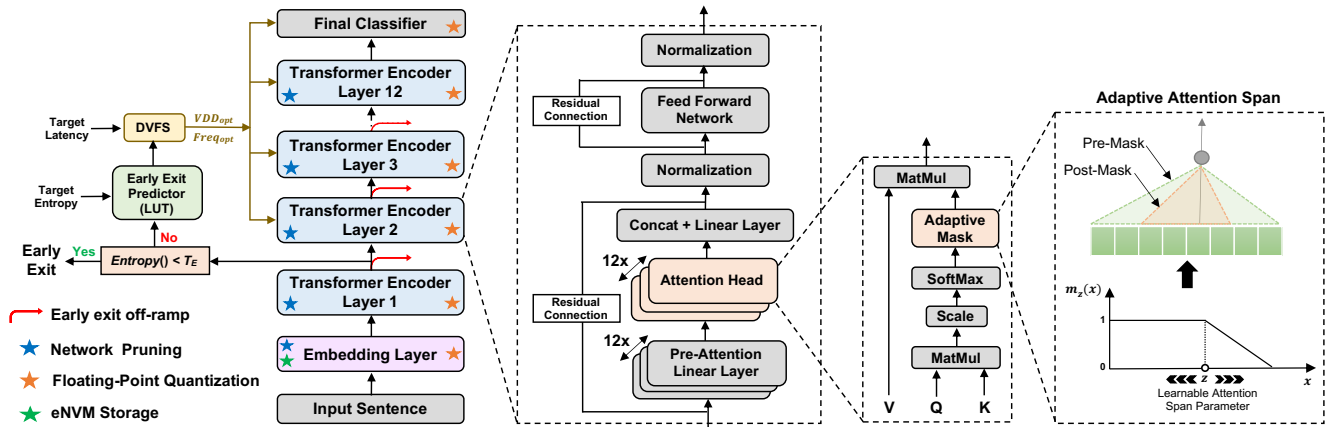 Final Classifier
Transformer Encoder
Layer 12
Target
Latency
DVFS
VDD_opt
Freq_opt
Transformer Encoder
Layer 3
Target
Entropy
Early Exit
Predictor
(LUT)
Transformer Encoder
Layer 2
No
Yes
Early
Exit
Entropy() < T_E
Transformer Encoder
Layer 1
Early exit off-ramp
Network Pruning
Embedding Layer
Floating-Point Quantization
eNVM Storage
Input Sentence
Normalization
Residual
Connection
Feed Forward
Network
Normalization
Concat + Linear Layer
12x
Attention Head
Residual
Connection
12x
Pre-Attention
Linear Layer
MatMul
Adaptive
Mask
SoftMax
Scale
MatMul
V
Q
K
Adaptive Attention Span
Pre-Mask
Post-Mask
m_z(x)
1
0
z
x
Learnable Attention
Span Parameter